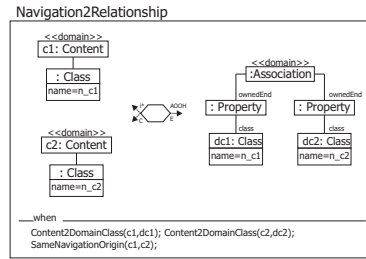 Navigation2Relationship
<<domain>>
c1: Content
: Class
name=n_c1
<<domain>>
c2: Content
: Class
name=n_c2
i*
C
AOOH
E
<<domain>>
:Association
ownedEnd
ownedEnd
: Property
: Property
class
class
dc1: Class
dc2: Class
name=n_c1
name=n_c2
when
Content2DomainClass(c1,dc1); Content2DomainClass(c2,dc2);
SameNavigationOrigin(c1,c2);